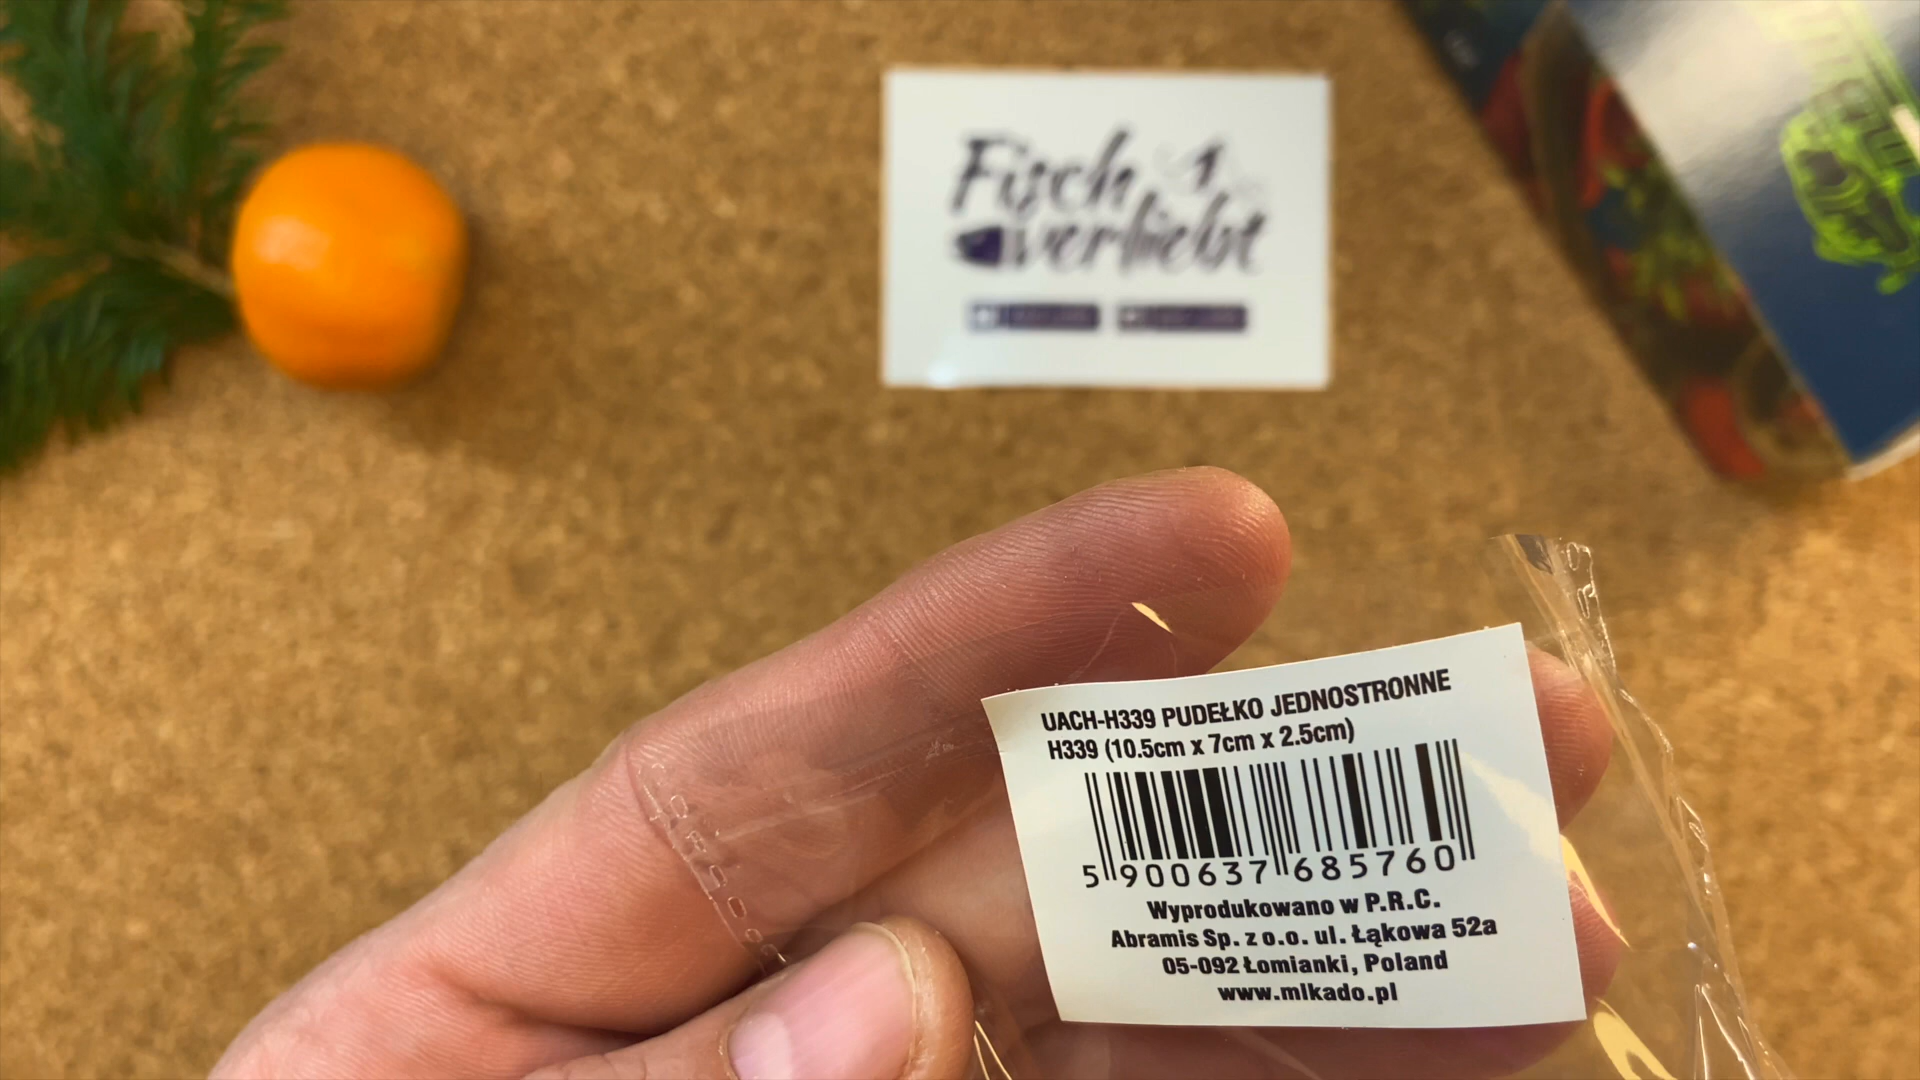 Fisch
verliebt
UACH-H339 PUDEŁKO JEDNOSTRONNE
H339 (10.5cm x 7cm x 2.5cm)
5 900637 685760
Wyprodukowano w P.R.C.
Abramis Sp. z o.o. ul. Łąkowa 52a
05-092 Łomianki, Poland
www.mikado.pl